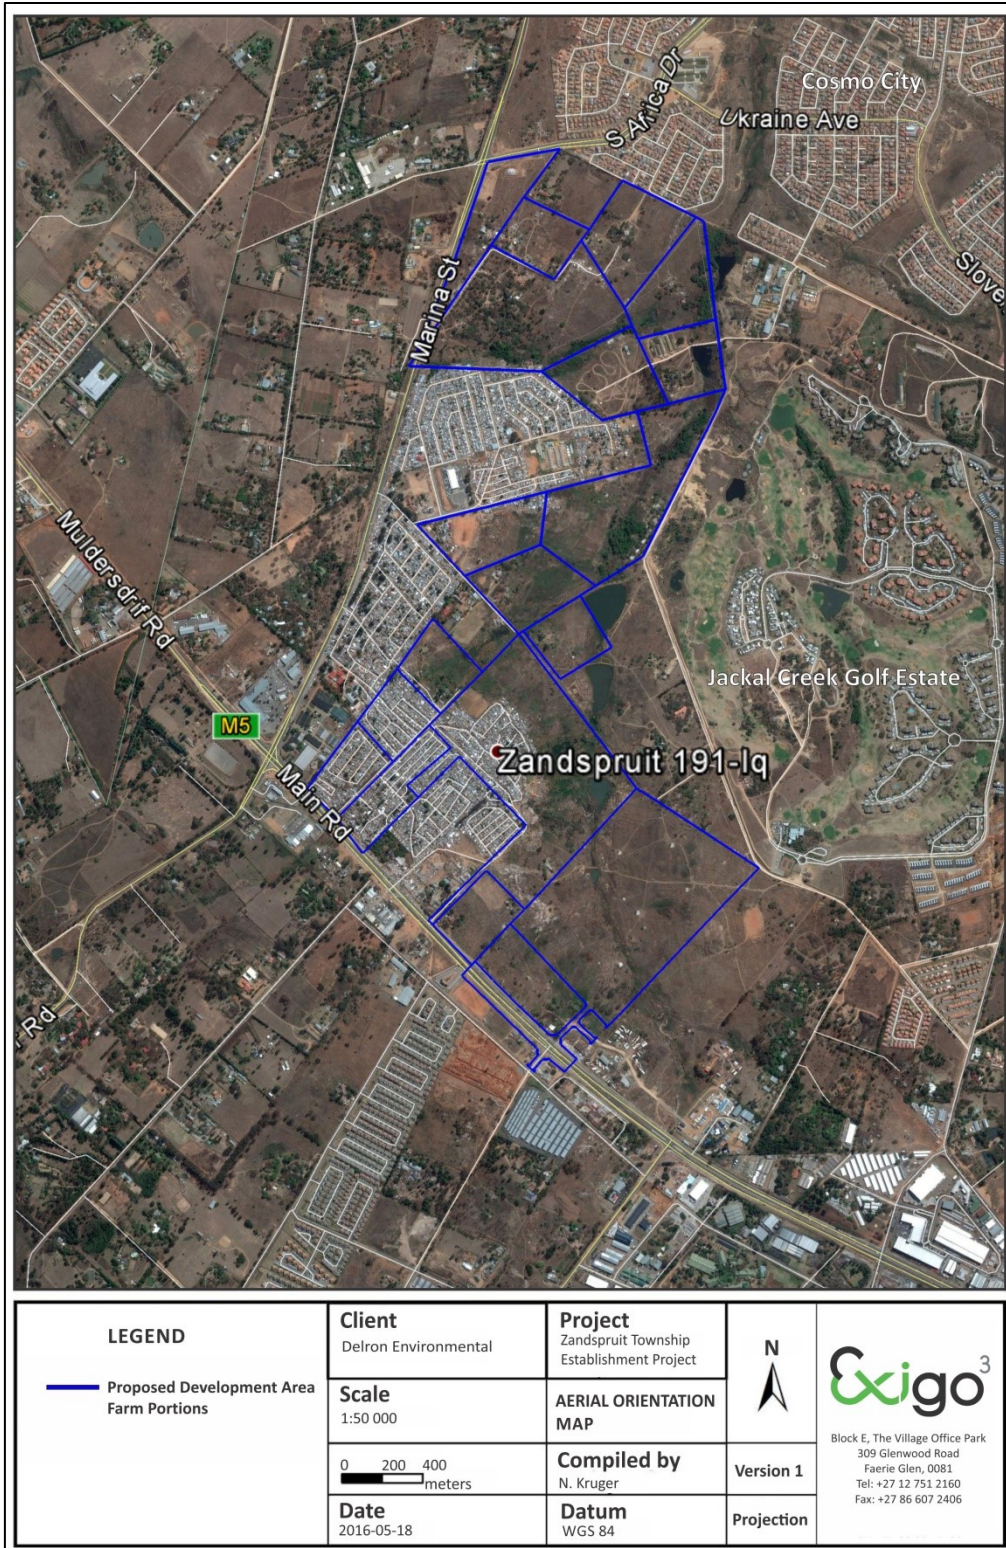 Cosmo City
S Africa Dr
Ukraine Ave
Slove
Marina St
Muldersdrif Rd
M5
Main Rd
Jackal Creek Golf Estate
Zandspruit 191-Iq
r Rd
LEGEND
Proposed Development Area
Farm Portions
Client
Delron Environmental
Project
Zandspruit Township
Establishment Project
Scale
1:50 000
AERIAL ORIENTATION
MAP
0 200 400
meters
Compiled by
N. Kruger
Date
2016-05-18
Datum
WGS 84
N
Version 1
Projection
Exigo3
Block E, The Village Office Park
309 Glenwood Road
Faerie Glen, 0081
Tel: +27 12 751 2160
Fax: +27 86 607 2406